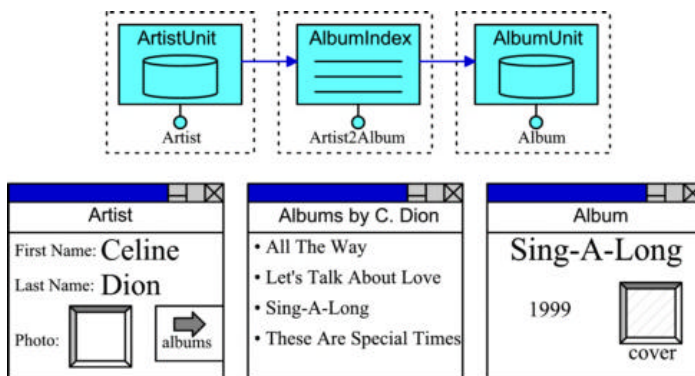 ArtistUnit
AlbumIndex
AlbumUnit
Artist
Artist2Album
Album
Artist
First Name: Celine
Last Name: Dion
Photo:
albums
Albums by C. Dion
• All The Way
• Let's Talk About Love
• Sing-A-Long
• These Are Special Times
Album
Sing-A-Long
1999
cover